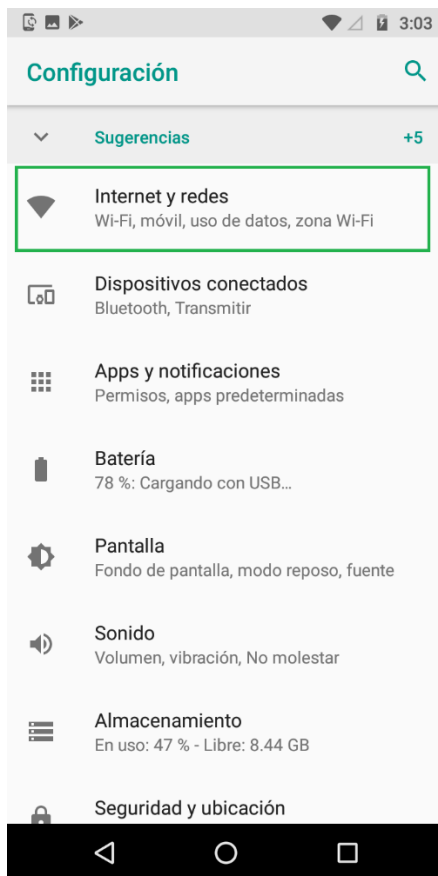 3:03
Configuración
Sugerencias +5
Internet y redes
Wi-Fi, móvil, uso de datos, zona Wi-Fi
Dispositivos conectados
Bluetooth, Transmitir
Apps y notificaciones
Permisos, apps predeterminadas
Batería
78 %: Cargando con USB...
Pantalla
Fondo de pantalla, modo reposo, fuente
Sonido
Volumen, vibración, No molestar
Almacenamiento
En uso: 47 % - Libre: 8.44 GB
Seguridad y ubicación